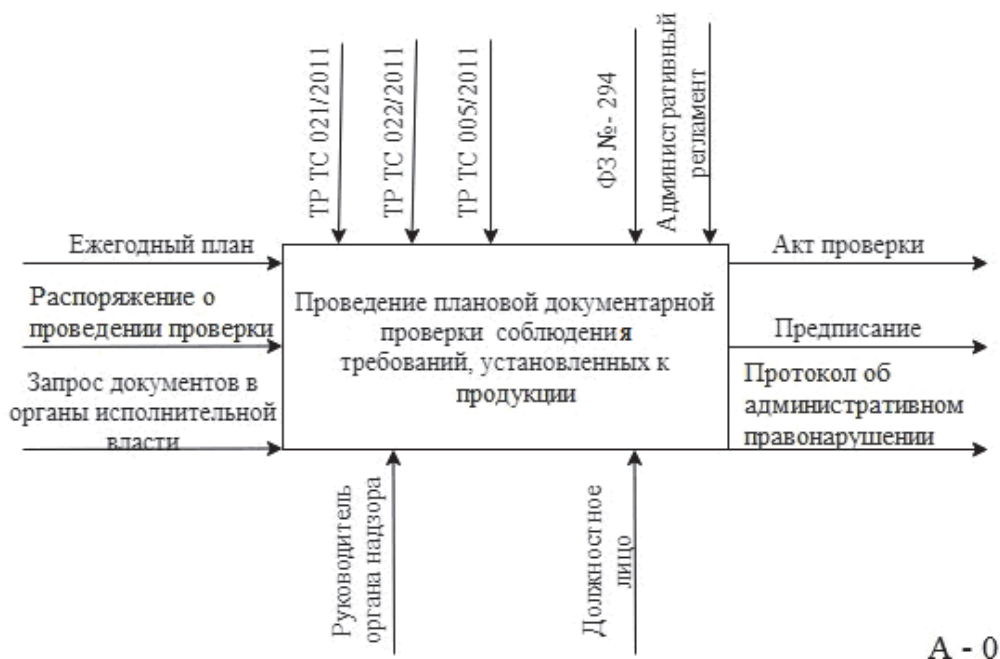 ТР ТС 021/2011
ТР ТС 022/2011
ТР ТС 005/2011
ФЗ №- 294
Административный
регламент
Ежегодный план
Распоряжение о
проведении проверки
Запрос документов в
органы исполнительной
власти
Проведение плановой документарной
проверки соблюдения
требований, установленных к
продукции
Акт проверки
Предписание
Протокол об
административном
правонарушении
Руководитель
органа надзора
Должностное
лицо
А - 0